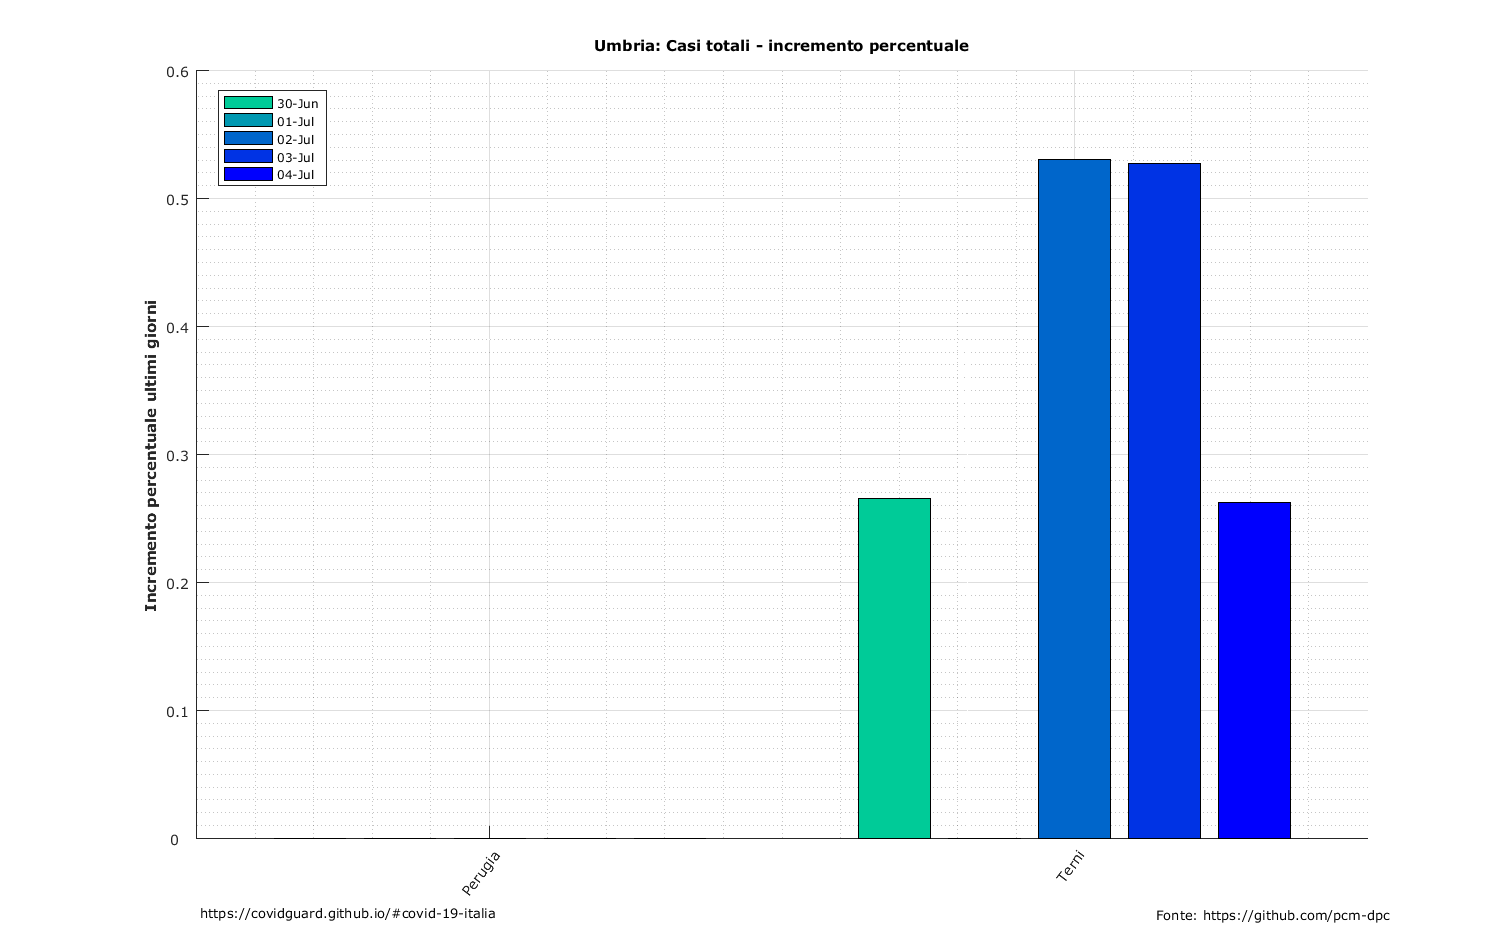 Umbria: Casi totali - incremento percentuale
0.6
30-Jun
01-Jul
02-Jul
03-Jul
04-Jul
0.5
0.4
0.3
0.2
0.1
0
Incremento percentuale ultimi giorni
Perugia
Terni
https://covidguard.github.io/#covid-19-italia
Fonte: https://github.com/pcm-dpc